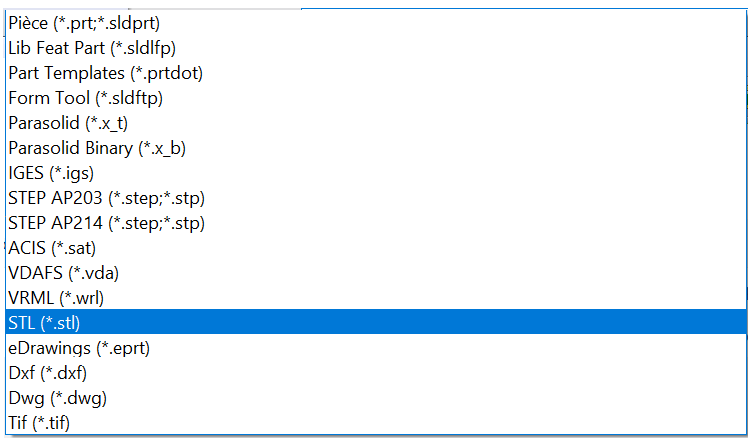 Pièce (*.prt;*.sldprt)
Lib Feat Part (*.sldlfp)
Part Templates (*.prtdot)
Form Tool (*.sldftp)
Parasolid (*.x_t)
Parasolid Binary (*.x_b)
IGES (*.igs)
STEP AP203 (*.step;*.stp)
STEP AP214 (*.step;*.stp)
ACIS (*.sat)
VDAFS (*.vda)
VRML (*.wrl)
STL (*.stl)
eDrawings (*.eprt)
Dxf (*.dxf)
Dwg (*.dwg)
Tif (*.tif)